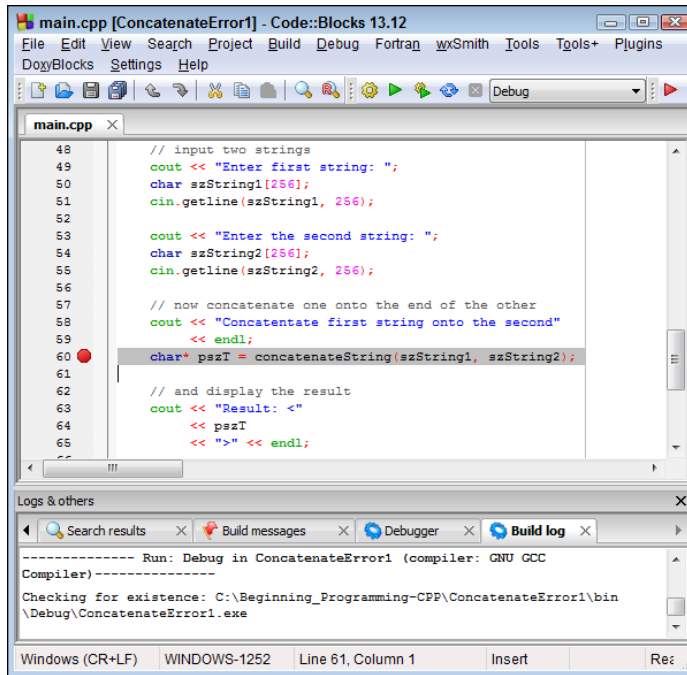 main.cpp [ConcatenateError1] - Code::Blocks 13.12
File Edit View Search Project Build Debug Fortran wxSmith Tools Tools+ Plugins
DoxyBlocks Settings Help
Debug
main.cpp
48 // input two strings
49 cout << "Enter first string: ";
50 char szString1[256];
51 cin.getline(szString1, 256);
52
53 cout << "Enter the second string: ";
54 char szString2[256];
55 cin.getline(szString2, 256);
56
57 // now concatenate one onto the end of the other
58 cout << "Concatentate first string onto the second"
59 << endl;
60 char* pszT = concatenateString(szString1, szString2);
61
62 // and display the result
63 cout << "Result: <"
64 << pszT
65 << ">" << endl;
Logs & others
Search results Build messages Debugger Build log
-------------- Run: Debug in ConcatenateError1 (compiler: GNU GCC
Compiler)---------------
Checking for existence: C:\Beginning_Programming-CPP\ConcatenateError1\bin
\Debug\ConcatenateError1.exe
Windows (CR+LF) WINDOWS-1252 Line 61, Column 1 Insert